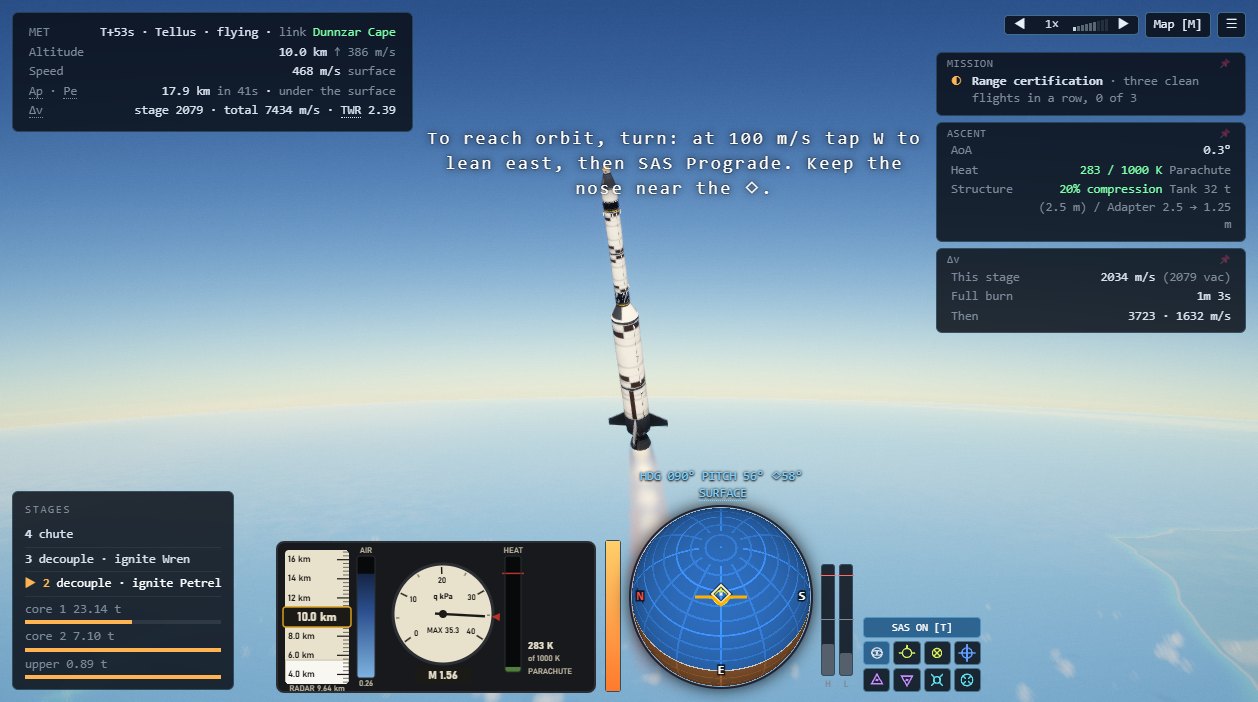 MET T+53s · Tellus · flying · link Dunnzar Cape
Altitude 10.0 km ↑ 386 m/s
Speed 468 m/s surface
Ap · Pe 17.9 km in 41s · under the surface
Δv stage 2079 · total 7434 m/s · TWR 2.39
◀ 1x ▶ Map [M] ☰
MISSION
Range certification · three clean
flights in a row, 0 of 3
ASCENT
AoA 0.3°
Heat 283 / 1000 K Parachute
Structure 20% compression Tank 32 t
(2.5 m) / Adapter 2.5 → 1.25
m
Δv
This stage 2034 m/s (2079 vac)
Full burn 1m 3s
Then 3723 · 1632 m/s
To reach orbit, turn: at 100 m/s tap W to
lean east, then SAS Prograde. Keep the
nose near the ◇.
HDG 090° PITCH 56° ◇58°
SURFACE
N
S
E
STAGES
4 chute
3 decouple · ignite Wren
▶ 2 decouple · ignite Petrel
core 1 23.14 t
core 2 7.10 t
upper 0.89 t
16 km
14 km
12 km
10.0 km
8.0 km
6.0 km
4.0 km
RADAR 9.64 km
AIR
0.26
0
10
20
30
40
q kPa
MAX 35.3
M 1.56
HEAT
283 K
of 1000 K
PARACHUTE
SAS ON [T]